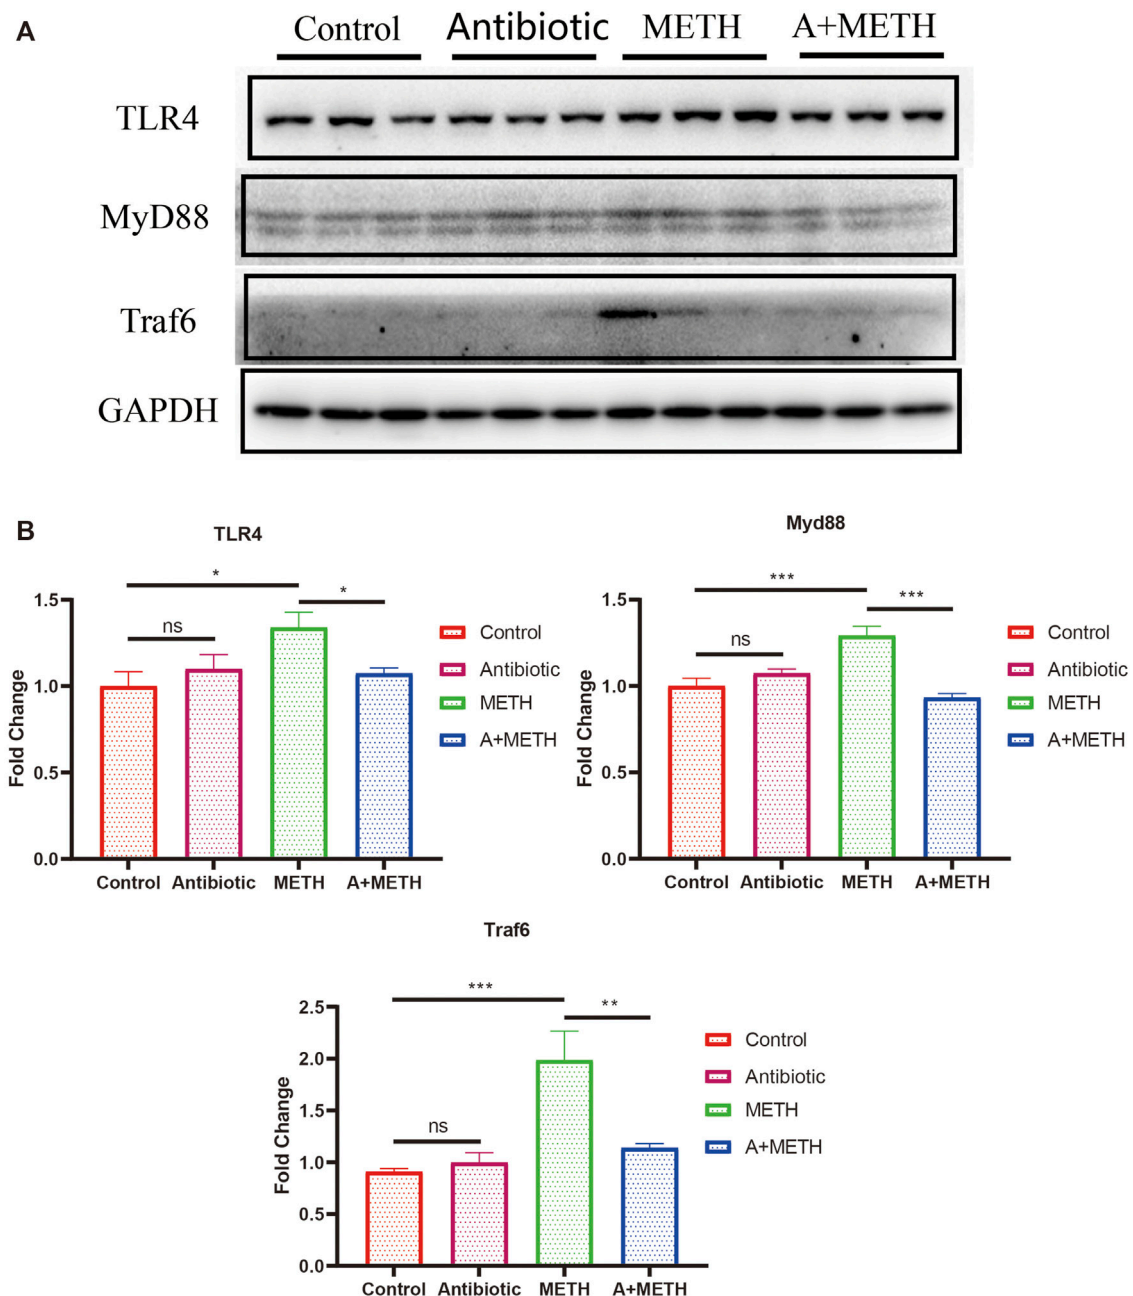 A
Control Antibiotic METH A+METH
TLR4
MyD88
Traf6
GAPDH
B
TLR4
*
*
ns
1.5
1.0
0.5
0.0
Fold Change
Control Antibiotic METH A+METH
Control
Antibiotic
METH
A+METH
Myd88
***
***
ns
1.5
1.0
0.5
0.0
Fold Change
Control Antibiotic METH A+METH
Control
Antibiotic
METH
A+METH
Traf6
***
**
ns
2.5
2.0
1.5
1.0
0.5
0.0
Fold Change
Control Antibiotic METH A+METH
Control
Antibiotic
METH
A+METH